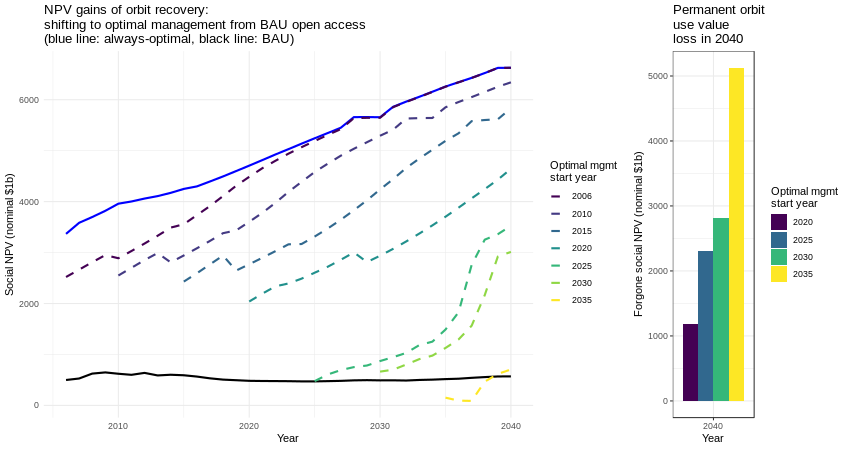 NPV gains of orbit recovery:
shifting to optimal management from BAU open access
(blue line: always-optimal, black line: BAU)
Social NPV (nominal $1b)
6000
4000
2000
0
2010
2020
2030
2040
Year
Optimal mgmt
start year
2006
2010
2015
2020
2025
2030
2035
Permanent orbit
use value
loss in 2040
Forgone social NPV (nominal $1b)
5000
4000
3000
2000
1000
0
2040
Year
Optimal mgmt
start year
2020
2025
2030
2035